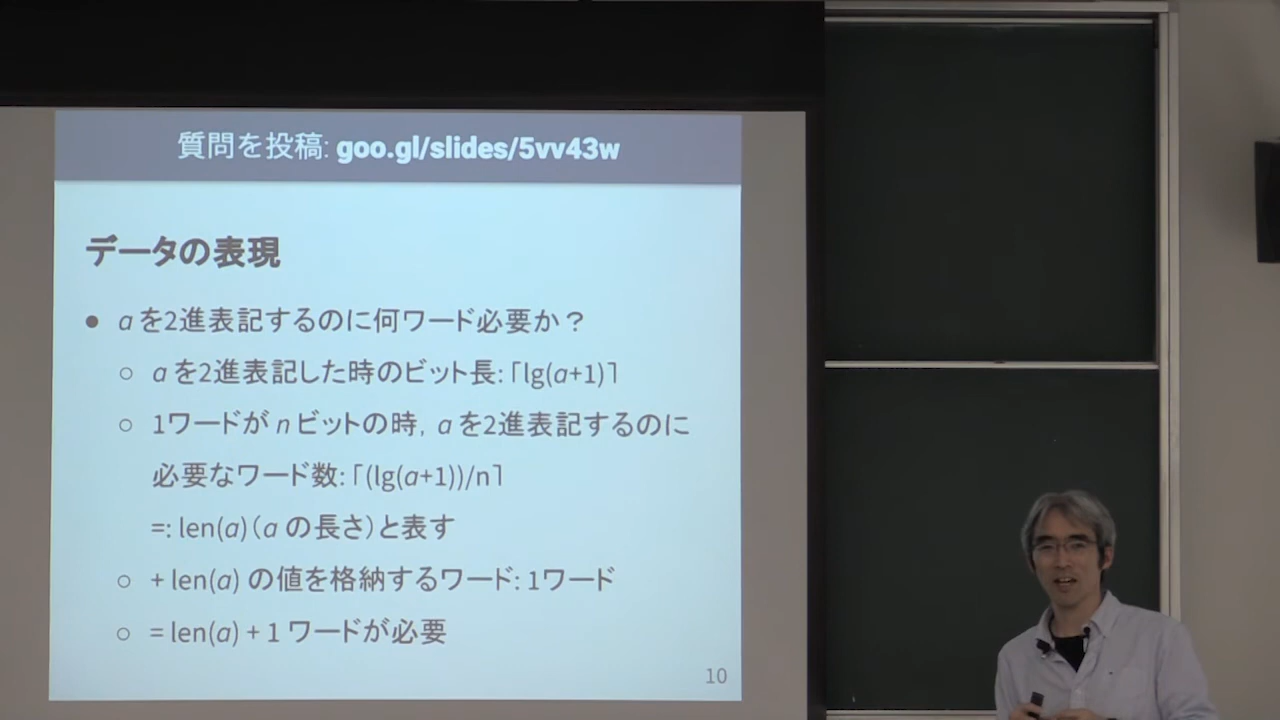 質問を投稿: goo.gl/slides/5vv43w
データの表現
● a を2進表記するのに何ワード必要か？
○ a を2進表記した時のビット長: ⌈lg(a+1)⌉
○ 1ワードが n ビットの時, a を2進表記するのに
必要なワード数: ⌈(lg(a+1))/n⌉
=: len(a)（a の長さ）と表す
○ + len(a) の値を格納するワード: 1ワード
○ = len(a) + 1 ワードが必要
10